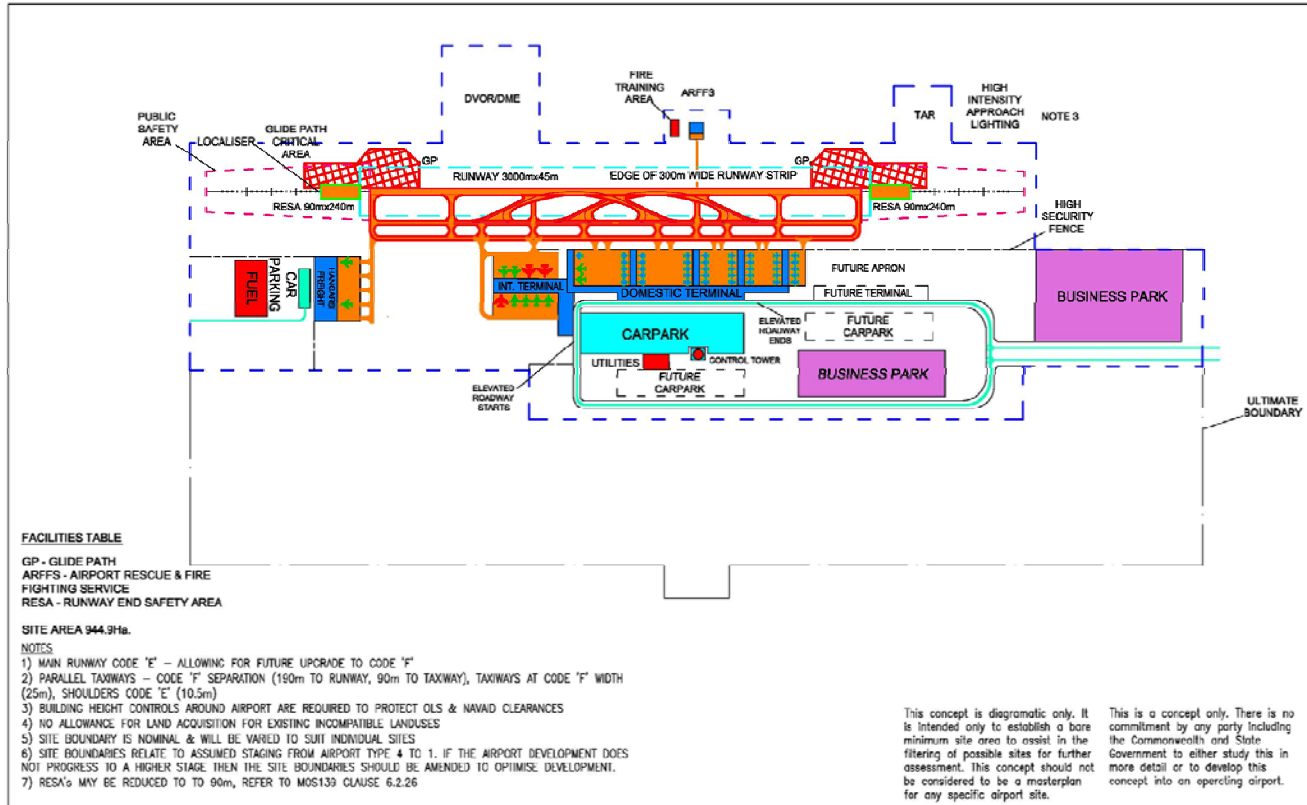 DVOR/DME
FIRE
TRAINING
AREA
ARFF3
TAR
HIGH
INTENSITY
APPROACH
LIGHTING
NOTE 3
PUBLIC
SAFETY
AREA
LOCALISER
GLIDE PATH
CRITICAL
AREA
GP
GP
RUNWAY 3000mx45m
EDGE OF 300m WIDE RUNWAY STRIP
RESA 90mx240m
RESA 90mx240m
HIGH
SECURITY
FENCE
FUEL
CAR
PARKING
HANGARS
FREIGHT
INT. TERMINAL
DOMESTIC TERMINAL
FUTURE APRON
FUTURE TERMINAL
BUSINESS PARK
CARPARK
ELEVATED
ROADWAY
ENDS
FUTURE
CARPARK
UTILITIES
CONTROL TOWER
FUTURE
CARPARK
BUSINESS PARK
ELEVATED
ROADWAY
STARTS
ULTIMATE
BOUNDARY
FACILITIES TABLE
GP - GLIDE PATH
ARFFS - AIRPORT RESCUE & FIRE
FIGHTING SERVICE
RESA - RUNWAY END SAFETY AREA
SITE AREA 944.9Ha.
NOTES
1) MAIN RUNWAY CODE 'E' – ALLOWING FOR FUTURE UPGRADE TO CODE 'F'
2) PARALLEL TAXIWAYS – CODE 'F' SEPARATION (190m TO RUNWAY, 90m TO TAXIWAY), TAXIWAYS AT CODE 'F' WIDTH
(25m), SHOULDERS CODE 'E' (10.5m)
3) BUILDING HEIGHT CONTROLS AROUND AIRPORT ARE REQUIRED TO PROTECT OLS & NAVAID CLEARANCES
4) NO ALLOWANCE FOR LAND ACQUISITION FOR EXISTING INCOMPATIBLE LANDUSES
5) SITE BOUNDARY IS NOMINAL & WILL BE VARIED TO SUIT INDIVIDUAL SITES
6) SITE BOUNDARIES RELATE TO ASSUMED STAGING FROM AIRPORT TYPE 4 TO 1. IF THE AIRPORT DEVELOPMENT DOES
NOT PROGRESS TO A HIGHER STAGE THEN THE SITE BOUNDARIES SHOULD BE AMENDED TO OPTIMISE DEVELOPMENT.
7) RESA's MAY BE REDUCED TO TO 90m, REFER TO MOS139 CLAUSE 6.2.26
This concept is diagramatic only. It
is intended only to establish a bare
minimum site area to assist in the
filtering of possible sites for further
assessment. This concept should not
be considered to be a masterplan
for any specific airport site.
This is a concept only. There is no
commitment by any party including
the Commonwealth and State
Government to either study this in
more detail or to develop this
concept into an operating airport.